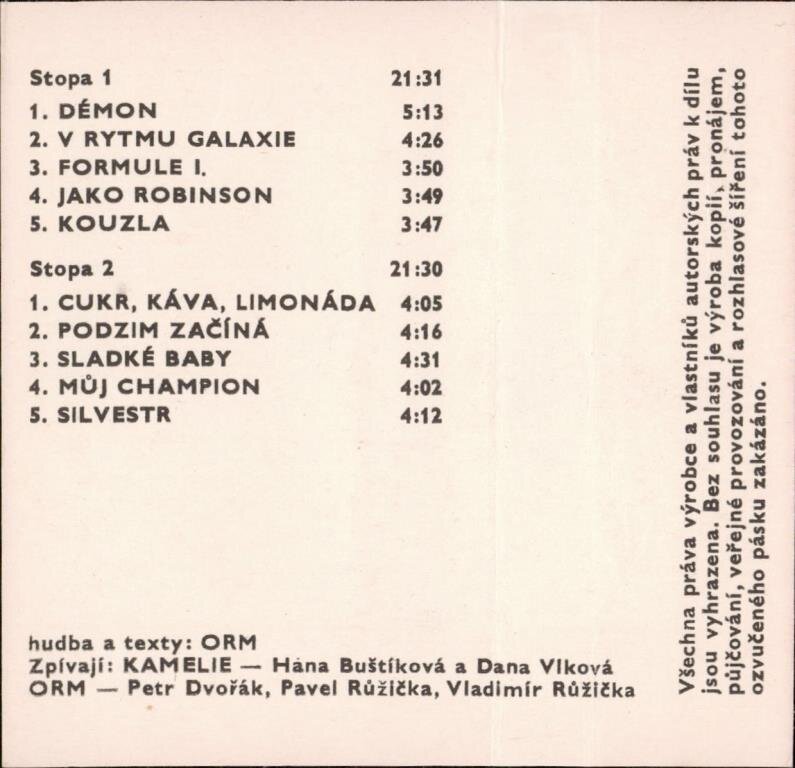 Stopa 1 21:31
1. DÉMON 5:13
2. V RYTMU GALAXIE 4:26
3. FORMULE I. 3:50
4. JAKO ROBINSON 3:49
5. KOUZLA 3:47
Stopa 2 21:30
1. CUKR, KÁVA, LIMONÁDA 4:05
2. PODZIM ZAČÍNÁ 4:16
3. SLADKÉ BABY 4:31
4. MŮJ CHAMPION 4:02
5. SILVESTR 4:12
hudba a texty: ORM
Zpívají: KAMELIE — Hana Buštíková a Dana Vlková
ORM — Petr Dvořák, Pavel Růžička, Vladimír Růžička
Všechna práva výrobce a vlastníků autorských práv k dílu
jsou vyhrazena. Bez souhlasu je výroba kopií, pronájem,
půjčování, veřejné provozování a rozhlasové šíření tohoto
ozvučeného pásku zakázáno.